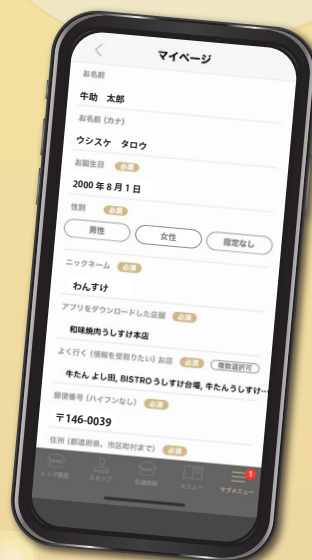 マイページ
お名前
牛助 太郎
お名前 (カナ)
ウシスケ タロウ
お誕生日 必須
2000年8月1日
性別 必須
男性 女性 指定なし
ニックネーム 必須
わんすけ
アプリをダウンロードした店舗 必須
和味焼肉うしすけ本店
よく行く (情報を受取りたい) お店 必須 複数選択可
牛たん よし田, BISTROうしすけ台場, 牛たんうしすけ…
郵便番号 (ハイフンなし) 必須
〒146-0039
住所 (都道府県、市区町村まで) 必須
1
トップ画面 スタンプ 店舗情報 メニュー サブメニュー